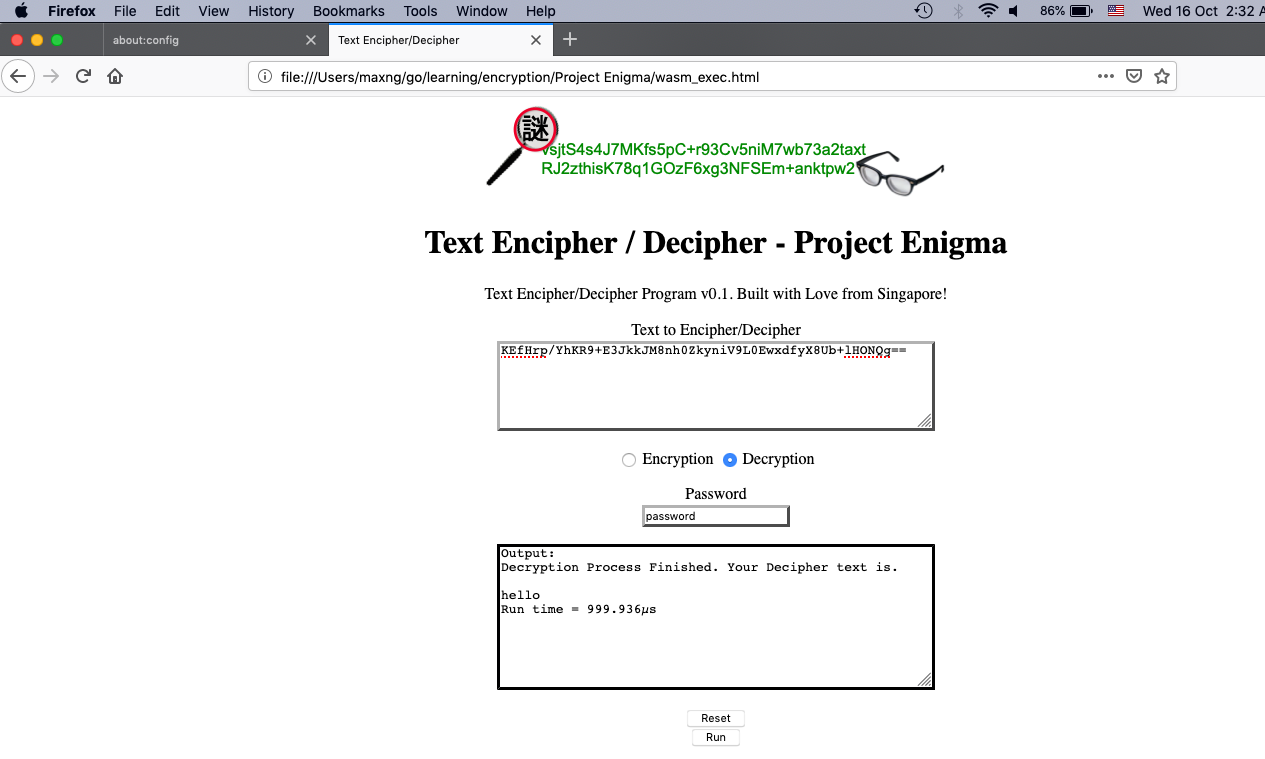 Firefox File Edit View History Bookmarks Tools Window Help 86% Wed 16 Oct 2:32 A
about:config Text Encipher/Decipher
file:///Users/maxng/go/learning/encryption/Project Enigma/wasm_exec.html
謎
vsjtS4s4J7MKfs5pC+r93Cv5niM7wb73a2taxt
RJ2zthisK78q1GOzF6xg3NFSEm+anktpw2
Text Encipher / Decipher - Project Enigma
Text Encipher/Decipher Program v0.1. Built with Love from Singapore!
Text to Encipher/Decipher
KEfHrp/YhKR9+E3JkkJM8nh0ZkyniV9L0EwxdfyX8Ub+lHONQg==
Encryption Decryption
Password
password
Output:
Decryption Process Finished. Your Decipher text is.
hello
Run time = 999.936µs
Reset
Run